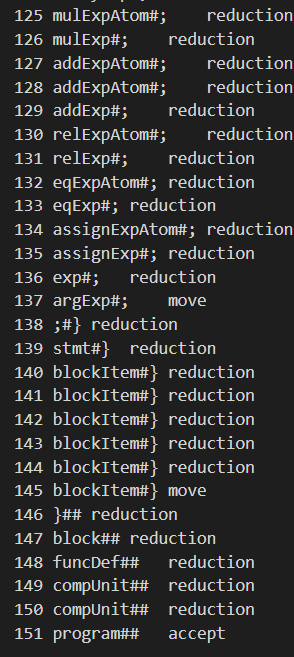 125 mulExpAtom#;    reduction
126 mulExp#;    reduction
127 addExpAtom#;    reduction
128 addExpAtom#;    reduction
129 addExp#;    reduction
130 relExpAtom#;    reduction
131 relExp#;    reduction
132 eqExpAtom#; reduction
133 eqExp#; reduction
134 assignExpAtom#; reduction
135 assignExp#; reduction
136 exp#;   reduction
137 argExp#;    move
138 ;#} reduction
139 stmt#}  reduction
140 blockItem#} reduction
141 blockItem#} reduction
142 blockItem#} reduction
143 blockItem#} reduction
144 blockItem#} reduction
145 blockItem#} move
146 }## reduction
147 block## reduction
148 funcDef##   reduction
149 compUnit##  reduction
150 compUnit##  reduction
151 program##   accept